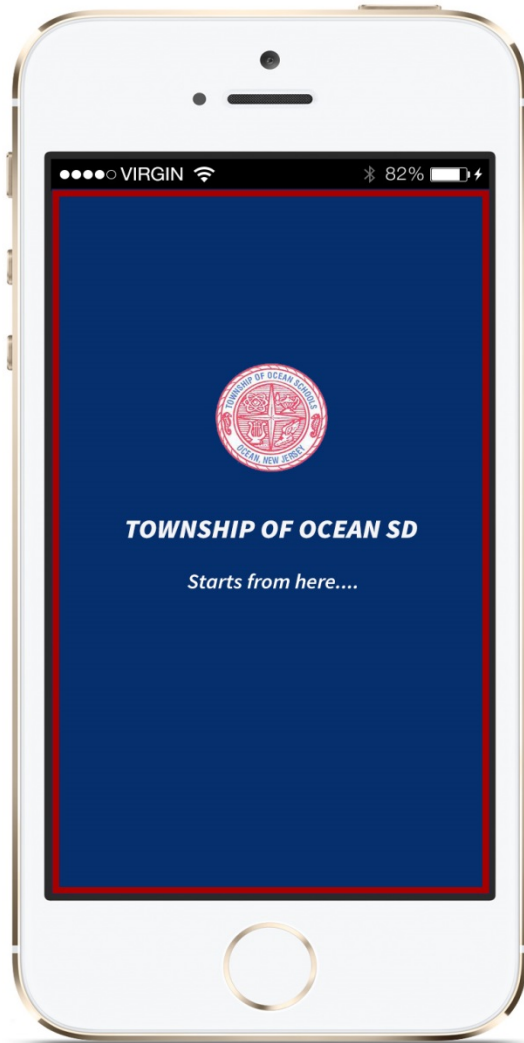 VIRGIN 82%
TOWNSHIP OF OCEAN SCHOOLS
OCEAN, NEW JERSEY
TOWNSHIP OF OCEAN SD
Starts from here....